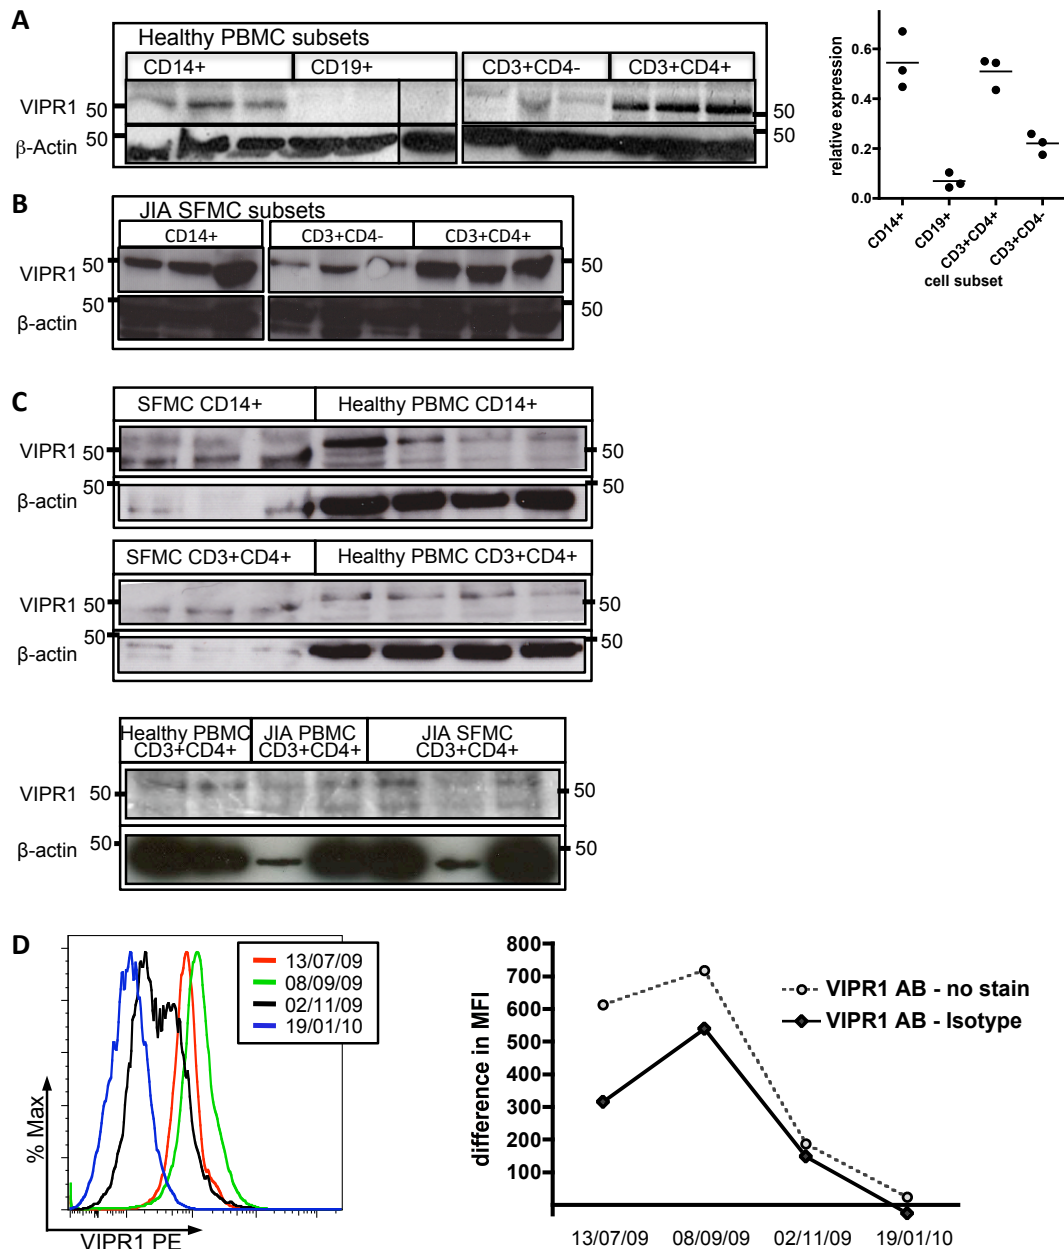 A
Healthy PBMC subsets
CD14+ CD19+ CD3+CD4- CD3+CD4+
VIPR1 50 50
β-Actin 50 50
relative expression
0.6
0.4
0.2
0.0
CD14+ CD19+ CD3+CD4+ CD3+CD4-
cell subset
B
JIA SFMC subsets
CD14+ CD3+CD4- CD3+CD4+
VIPR1 50 50
β-actin 50 50
C
SFMC CD14+ Healthy PBMC CD14+
VIPR1 50 50
β-actin 50 50
SFMC CD3+CD4+ Healthy PBMC CD3+CD4+
VIPR1 50 50
β-actin 50 50
Healthy PBMC JIA PBMC JIA SFMC
CD3+CD4+ CD3+CD4+ CD3+CD4+
VIPR1 50 50
β-actin 50 50
D
13/07/09
08/09/09
02/11/09
19/01/10
% Max
VIPR1 PE
difference in MFI
800
700
600
500
400
300
200
100
VIPR1 AB - no stain
VIPR1 AB - Isotype
13/07/09 08/09/09 02/11/09 19/01/10